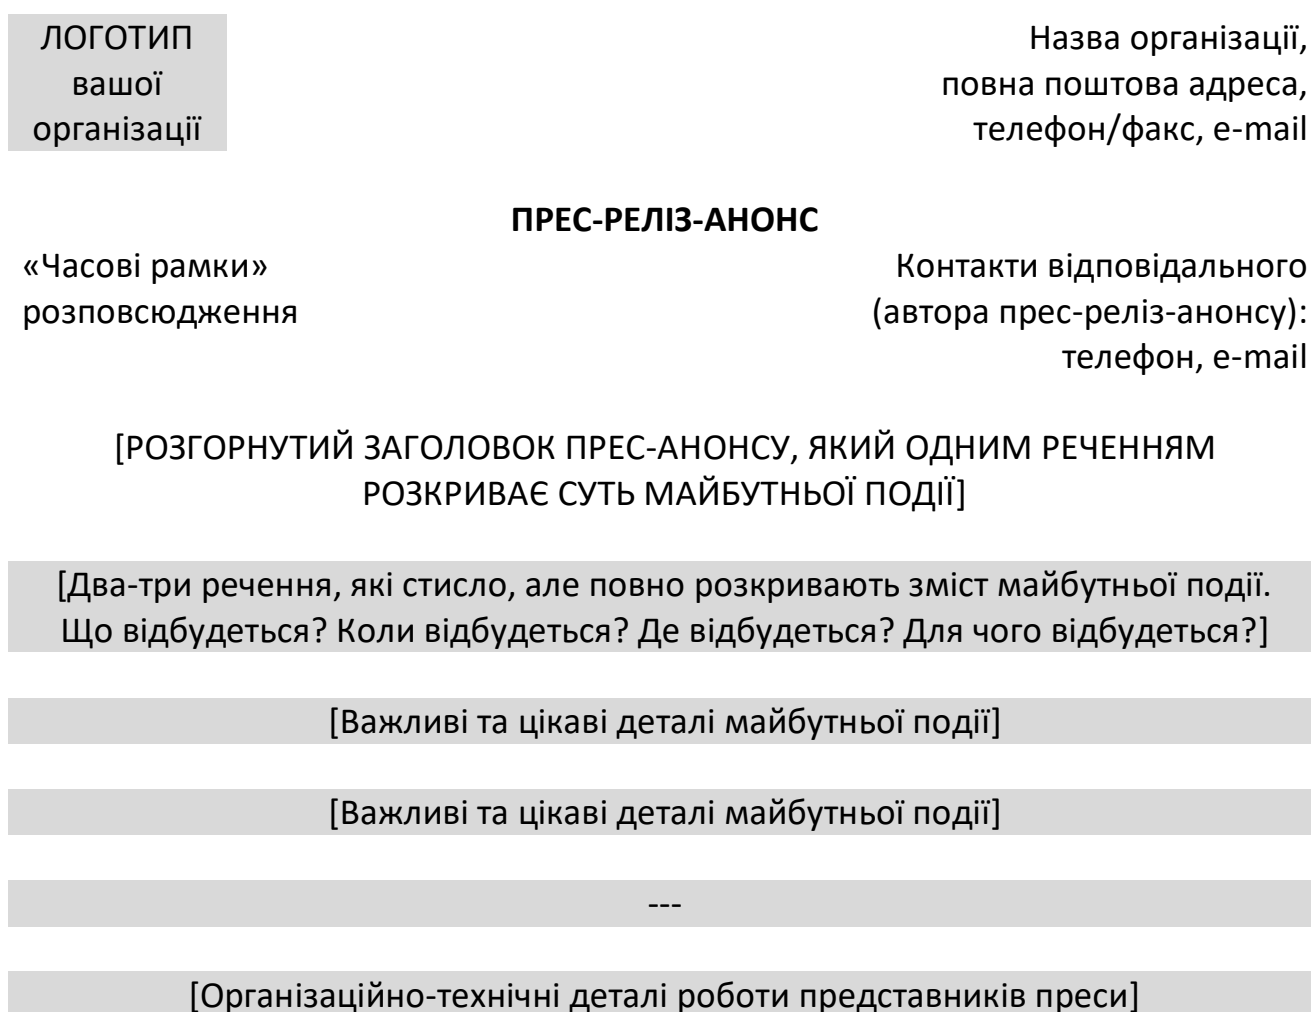 ЛОГОТИП
вашої
організації
Назва організації,
повна поштова адреса,
телефон/факс, e-mail
ПРЕС-РЕЛІЗ-АНОНС
«Часові рамки»
розповсюдження
Контакти відповідального
(автора прес-реліз-анонсу):
телефон, e-mail
[РОЗГОРНУТИЙ ЗАГОЛОВОК ПРЕС-АНОНСУ, ЯКИЙ ОДНИМ РЕЧЕННЯМ
РОЗКРИВАЄ СУТЬ МАЙБУТНЬОЇ ПОДІЇ]
[Два-три речення, які стисло, але повно розкривають зміст майбутньої події.
Що відбудеться? Коли відбудеться? Де відбудеться? Для чого відбудеться?]
[Важливі та цікаві деталі майбутньої події]
[Важливі та цікаві деталі майбутньої події]
---
[Організаційно-технічні деталі роботи представників преси]